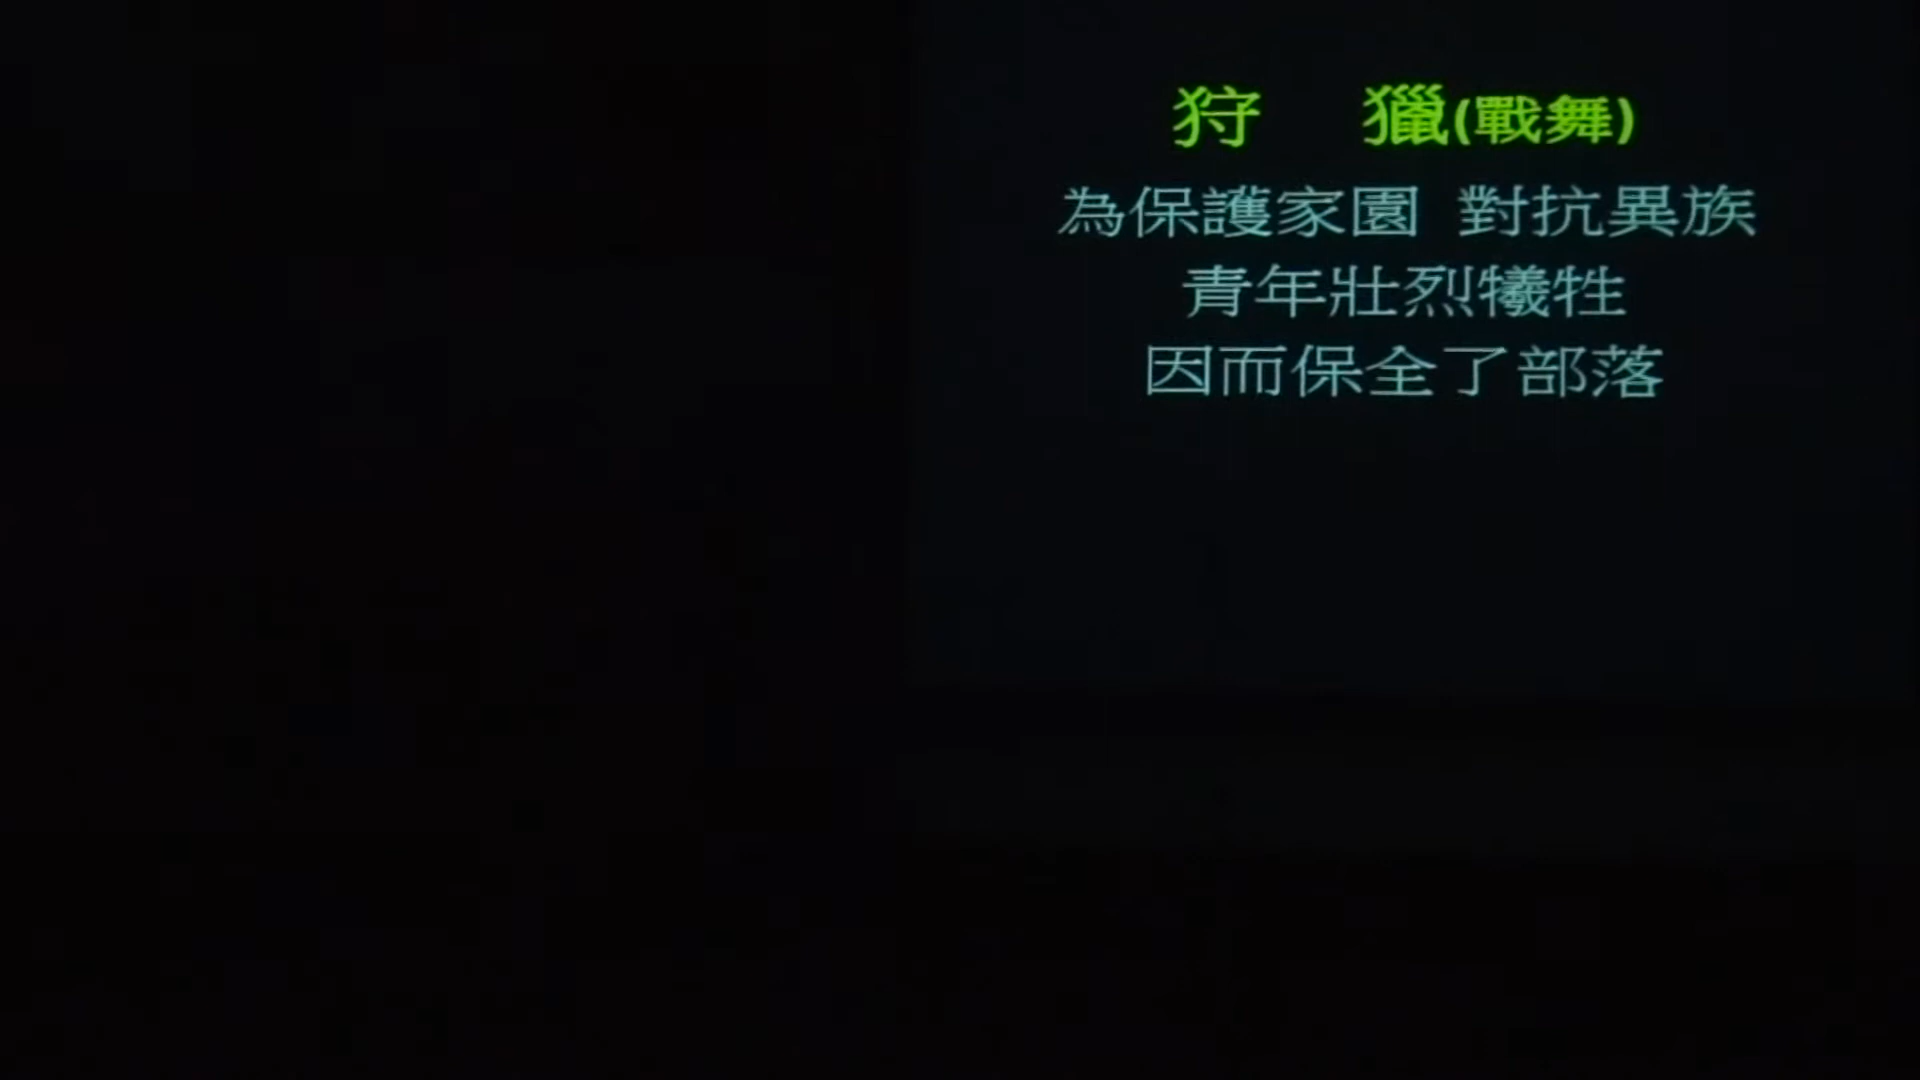 狩　獵(戰舞)
為保護家園 對抗異族
青年壯烈犧牲
因而保全了部落